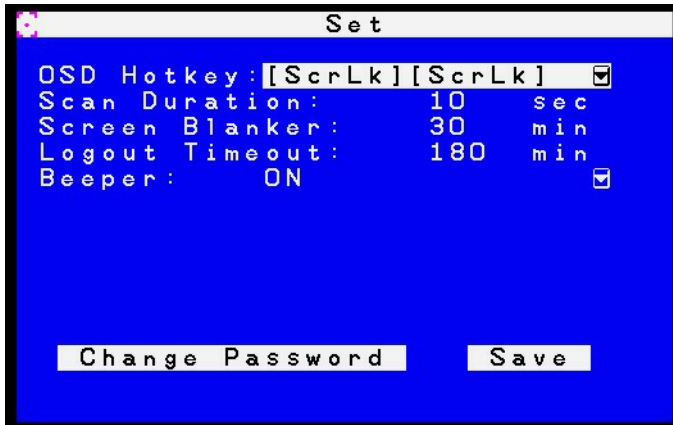 Set
OSD Hotkey:[ScrLk][ScrLk]
Scan Duration: 10 sec
Screen Blanker: 30 min
Logout Timeout: 180 min
Beeper: ON
Change Password Save